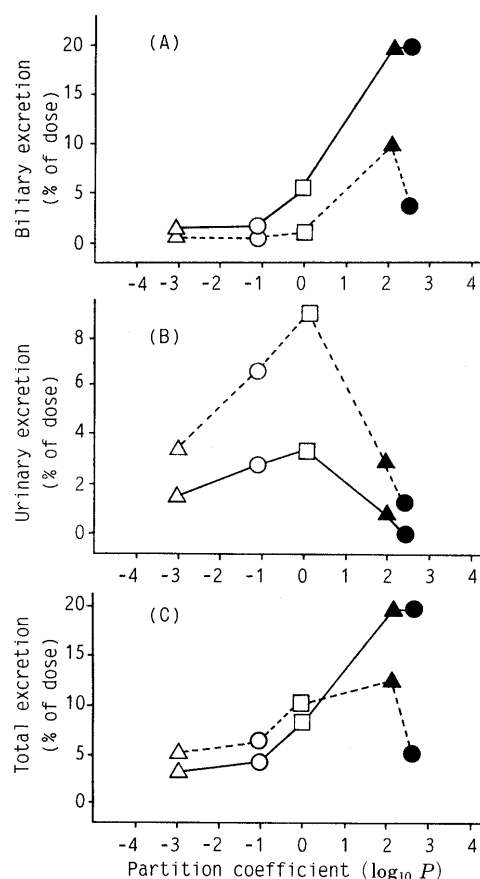 (A)
Biliary excretion
(% of dose)
20
15
10
5
0
-4 -3 -2 -1 0 1 2 3 4
(B)
Urinary excretion
(% of dose)
8
6
4
2
0
-4 -3 -2 -1 0 1 2 3 4
(C)
Total excretion
(% of dose)
20
15
10
5
0
-4 -3 -2 -1 0 1 2 3 4
Partition coefficient (log10 P)